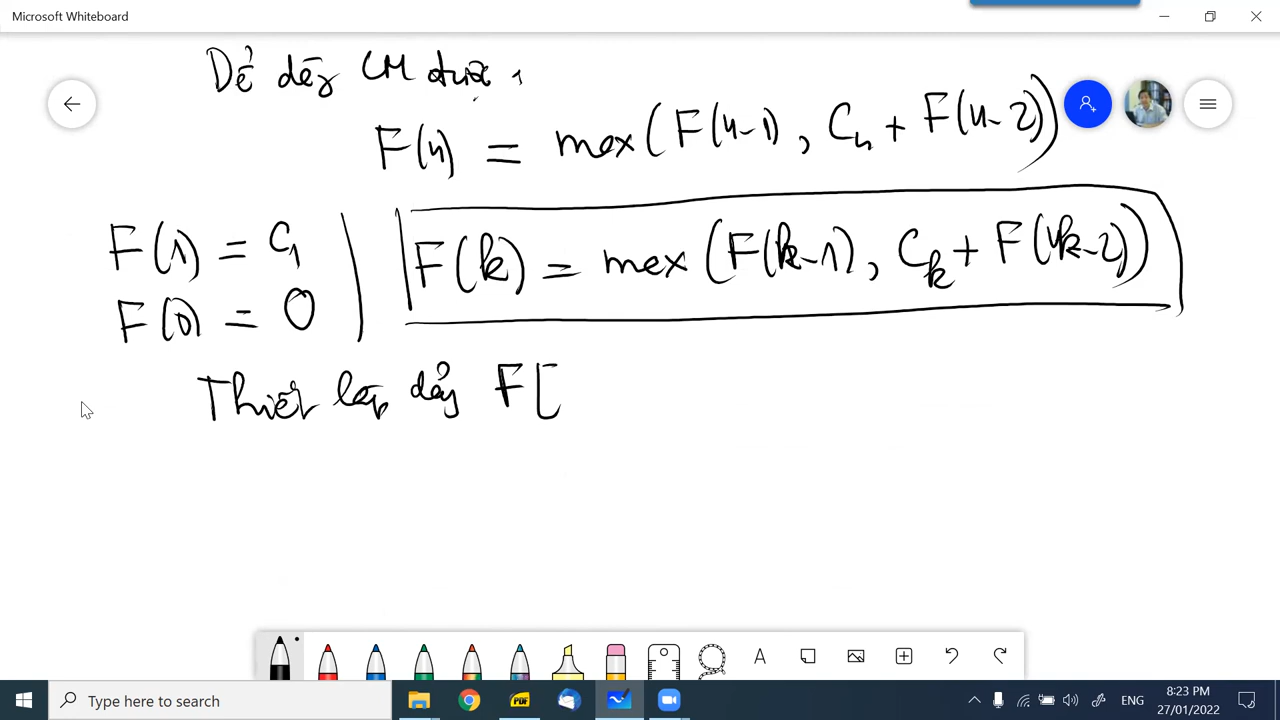 Microsoft Whiteboard
Dễ dàng CM được
F(n) = max(F(n-1), Cn + F(n-2))
F(1) = C1
F(0) = 0
F(k) = max(F(k-1), Ck + F(k-2))
Thiết lập dãy F[
A
Type here to search
ENG
8:23 PM
27/01/2022